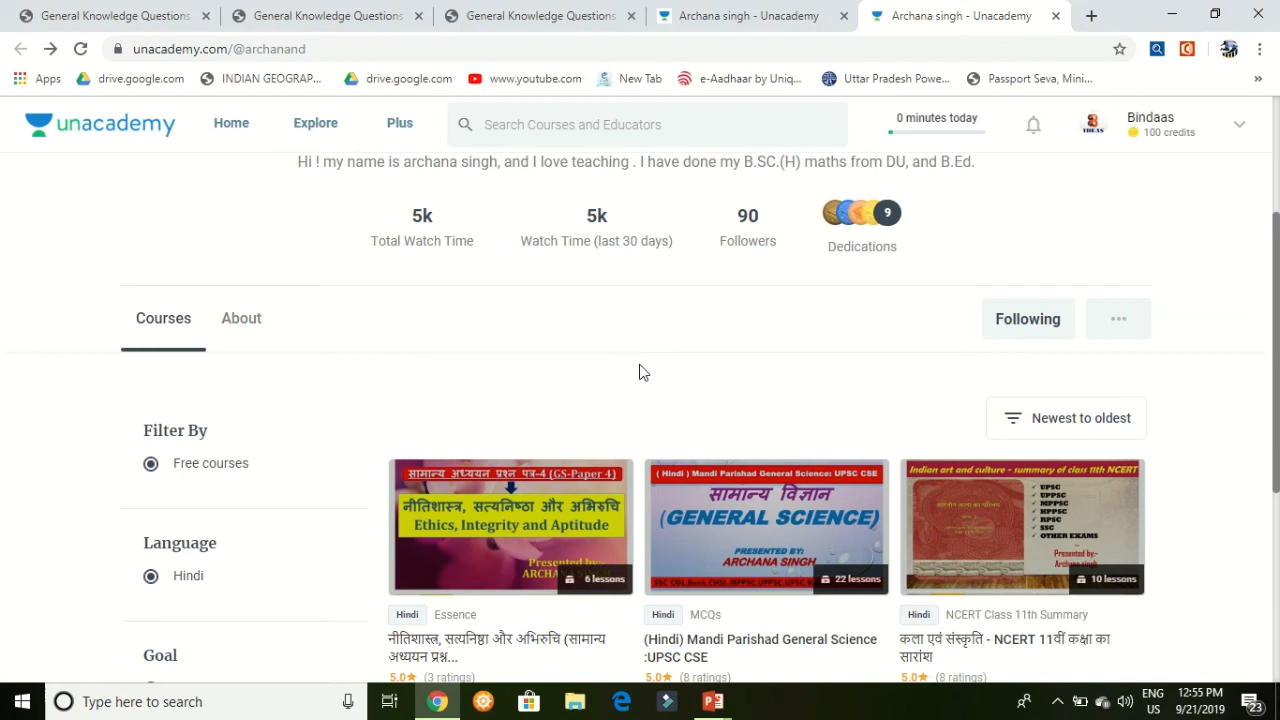 General Knowledge Questions
General Knowledge Questions
General Knowledge Questions
Archana singh - Unacademy
Archana singh - Unacademy
unacademy.com/@archanand
Apps
drive.google.com
INDIAN GEOGRAP...
drive.google.com
www.youtube.com
New Tab
e-Aadhaar by Uniq...
Uttar Pradesh Powe...
Passport Seva, Mini...
»
unacademy
Home
Explore
Plus
Search Courses and Educators
0 minutes today
Bindaas
100 credits
Hi ! my name is archana singh, and I love teaching . I have done my B.SC.(H) maths from DU, and B.Ed.
5k
Total Watch Time
5k
Watch Time (last 30 days)
90
Followers
9
Dedications
Courses
About
Following
Newest to oldest
Filter By
Free courses
Language
Hindi
Goal
सामान्य अध्ययन प्रश्न पत्र-4 (GS-Paper 4)
नीतिशास्त्र, सत्यनिष्ठा और अभिरुचि
Ethics, Integrity and Aptitude
Presented by:-
6 lessons
Hindi
Essence
नीतिशास्त्र, सत्यनिष्ठा और अभिरुचि (सामान्य
अध्ययन प्रश्न...
5.0★ (3 ratings)
( Hindi ) Mandi Parishad General Science: UPSC CSE
सामान्य विज्ञान
(GENERAL SCIENCE)
PRESENTED BY:
ARCHANA SINGH
22 lessons
Hindi
MCQs
(Hindi) Mandi Parishad General Science
:UPSC CSE
5.0★ (8 ratings)
Indian art and culture - summary of class 11th NCERT
UPSC
UPPSC
MPPSC
HPPSC
RPSC
SSC
OTHER EXAMS
Presented by:-
Archana singh
10 lessons
Hindi
NCERT Class 11th Summary
कला एवं संस्कृति - NCERT 11वीं कक्षा का
सारांश
5.0★ (8 ratings)
Type here to search
ENG
US
12:55 PM
9/21/2019
23